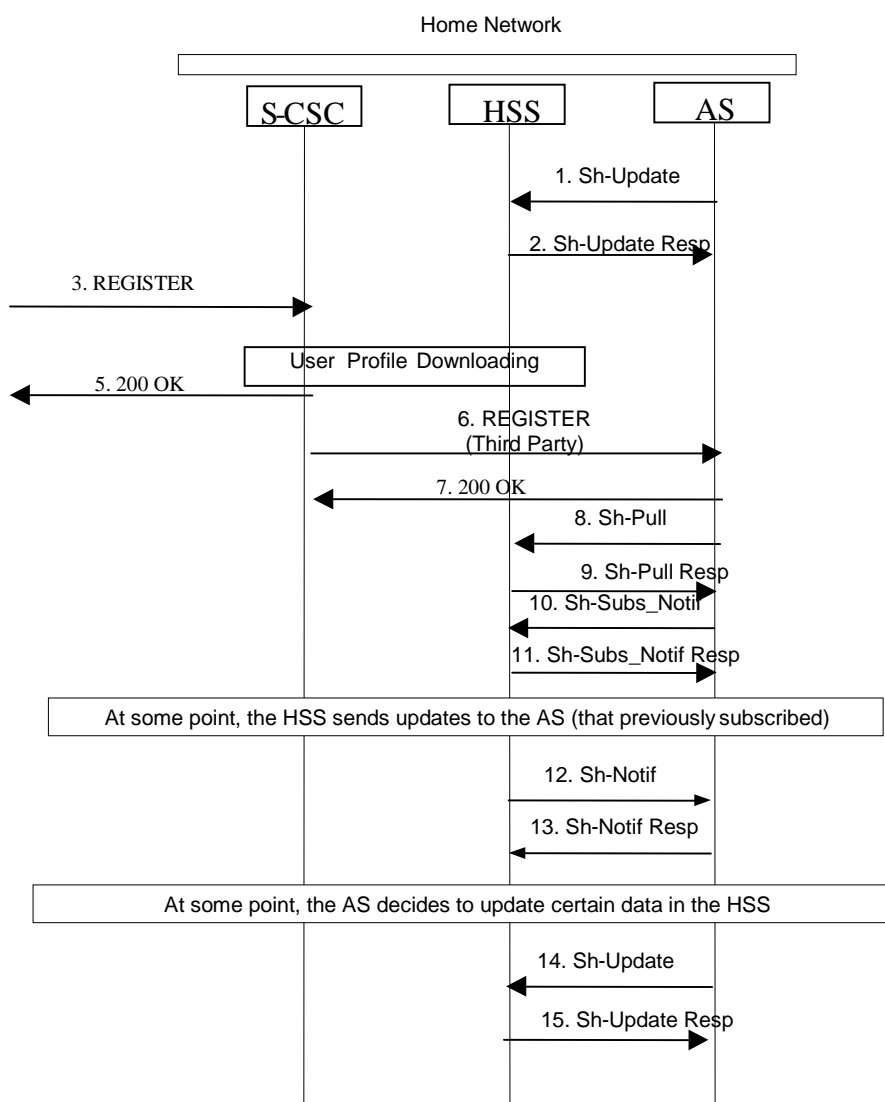 Home Network
S-CSC
HSS
AS
1. Sh-Update
2. Sh-Update Resp
3. REGISTER
User Profile Downloading
5. 200 OK
6. REGISTER
(Third Party)
7. 200 OK
8. Sh-Pull
9. Sh-Pull Resp
10. Sh-Subs_Notif
11. Sh-Subs_Notif Resp
At some point, the HSS sends updates to the AS (that previously subscribed)
12. Sh-Notif
13. Sh-Notif Resp
At some point, the AS decides to update certain data in the HSS
14. Sh-Update
15. Sh-Update Resp